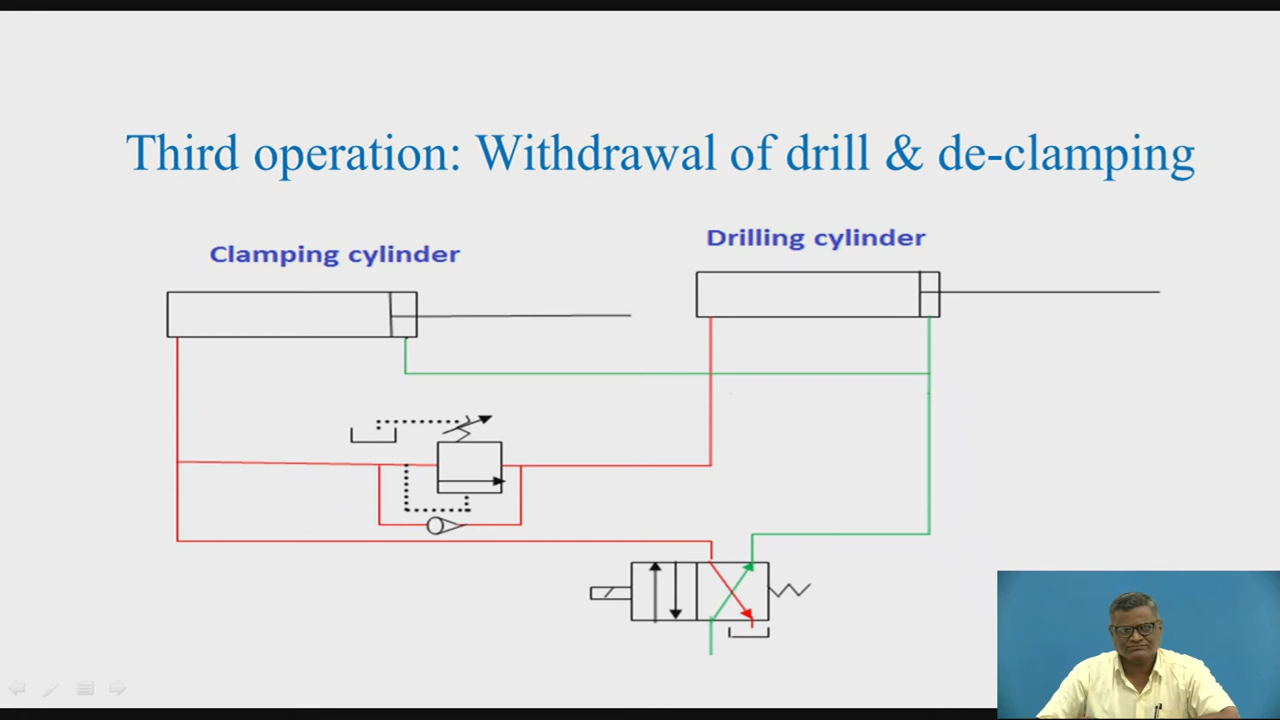 Third operation: Withdrawal of drill & de-clamping
Clamping cylinder
Drilling cylinder